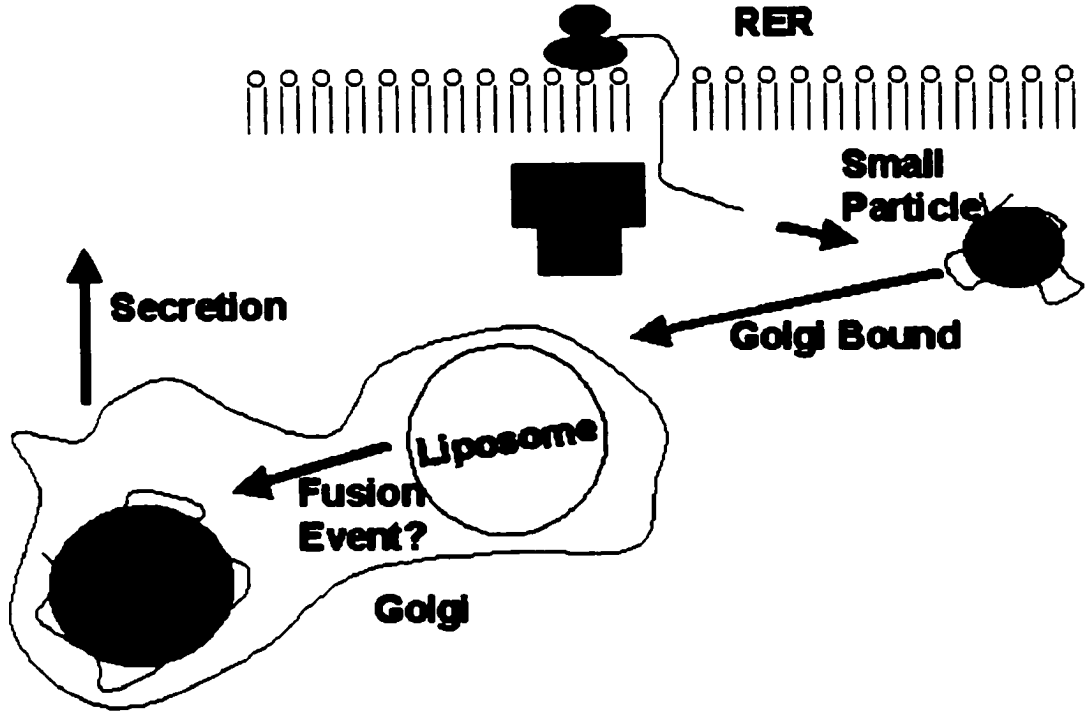 RER
Small
Particle
Secretion
Golgi Bound
Liposome
Fusion
Event?
Golgi